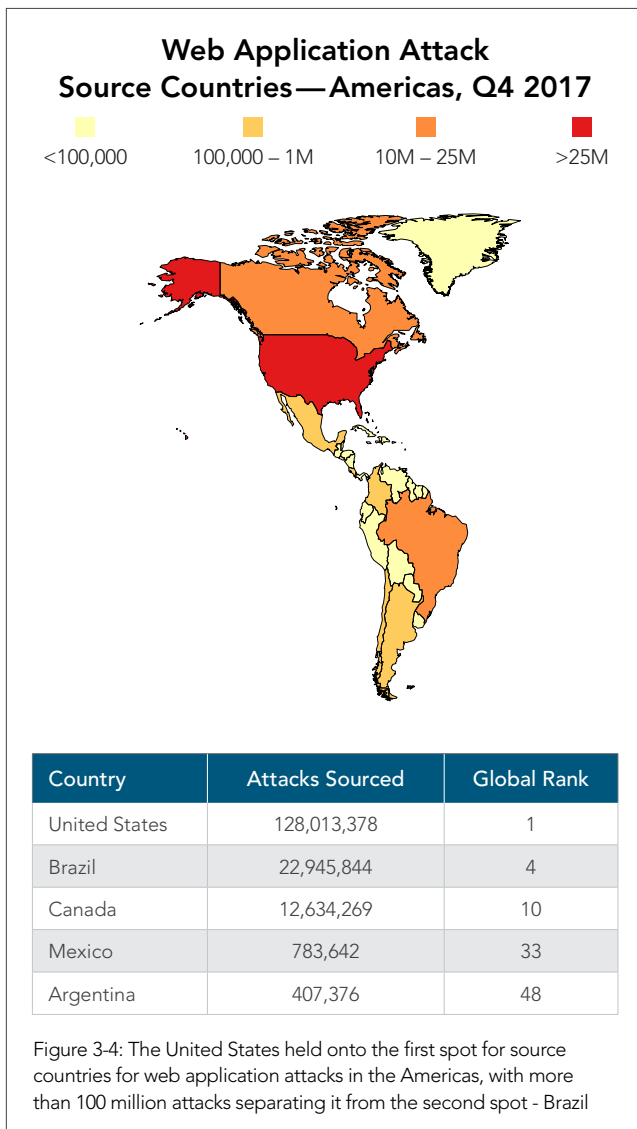 Web Application Attack
Source Countries — Americas, Q4 2017
<100,000 100,000 – 1M 10M – 25M >25M
Country Attacks Sourced Global Rank
United States 128,013,378 1
Brazil 22,945,844 4
Canada 12,634,269 10
Mexico 783,642 33
Argentina 407,376 48
Figure 3-4: The United States held onto the first spot for source
countries for web application attacks in the Americas, with more
than 100 million attacks separating it from the second spot - Brazil